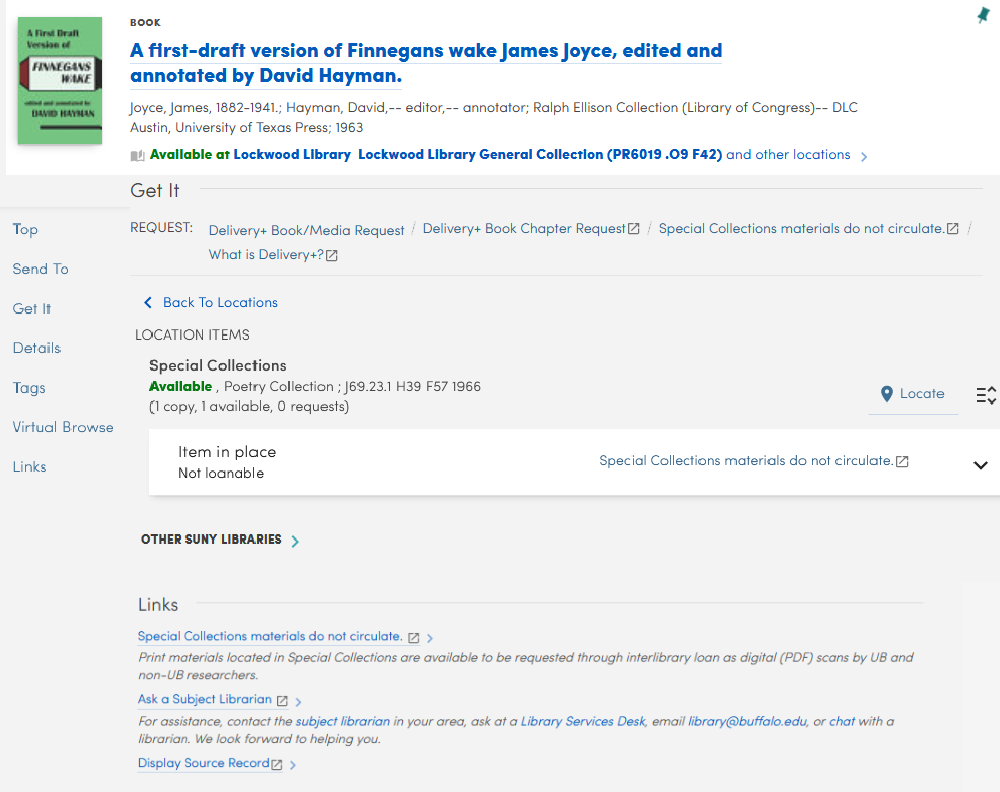 A First Draft
Version of
FINNEGANS
WAKE
edited and annotated by
DAVID HAYMAN
BOOK
A first-draft version of Finnegans wake James Joyce, edited and
annotated by David Hayman.
Joyce, James, 1882-1941.; Hayman, David,-- editor,-- annotator; Ralph Ellison Collection (Library of Congress)-- DLC
Austin, University of Texas Press; 1963
Available at Lockwood Library Lockwood Library General Collection (PR6019 .O9 F42) and other locations
Get It
Top
Send To
Get It
Details
Tags
Virtual Browse
Links
REQUEST: Delivery+ Book/Media Request / Delivery+ Book Chapter Request / Special Collections materials do not circulate. /
What is Delivery+?
Back To Locations
LOCATION ITEMS
Special Collections
Available , Poetry Collection ; J69.23.1 H39 F57 1966
(1 copy, 1 available, 0 requests)
Locate
Item in place
Not loanable
Special Collections materials do not circulate.
OTHER SUNY LIBRARIES
Links
Special Collections materials do not circulate.
Print materials located in Special Collections are available to be requested through interlibrary loan as digital (PDF) scans by UB and
non-UB researchers.
Ask a Subject Librarian
For assistance, contact the subject librarian in your area, ask at a Library Services Desk, email library@buffalo.edu, or chat with a
librarian. We look forward to helping you.
Display Source Record